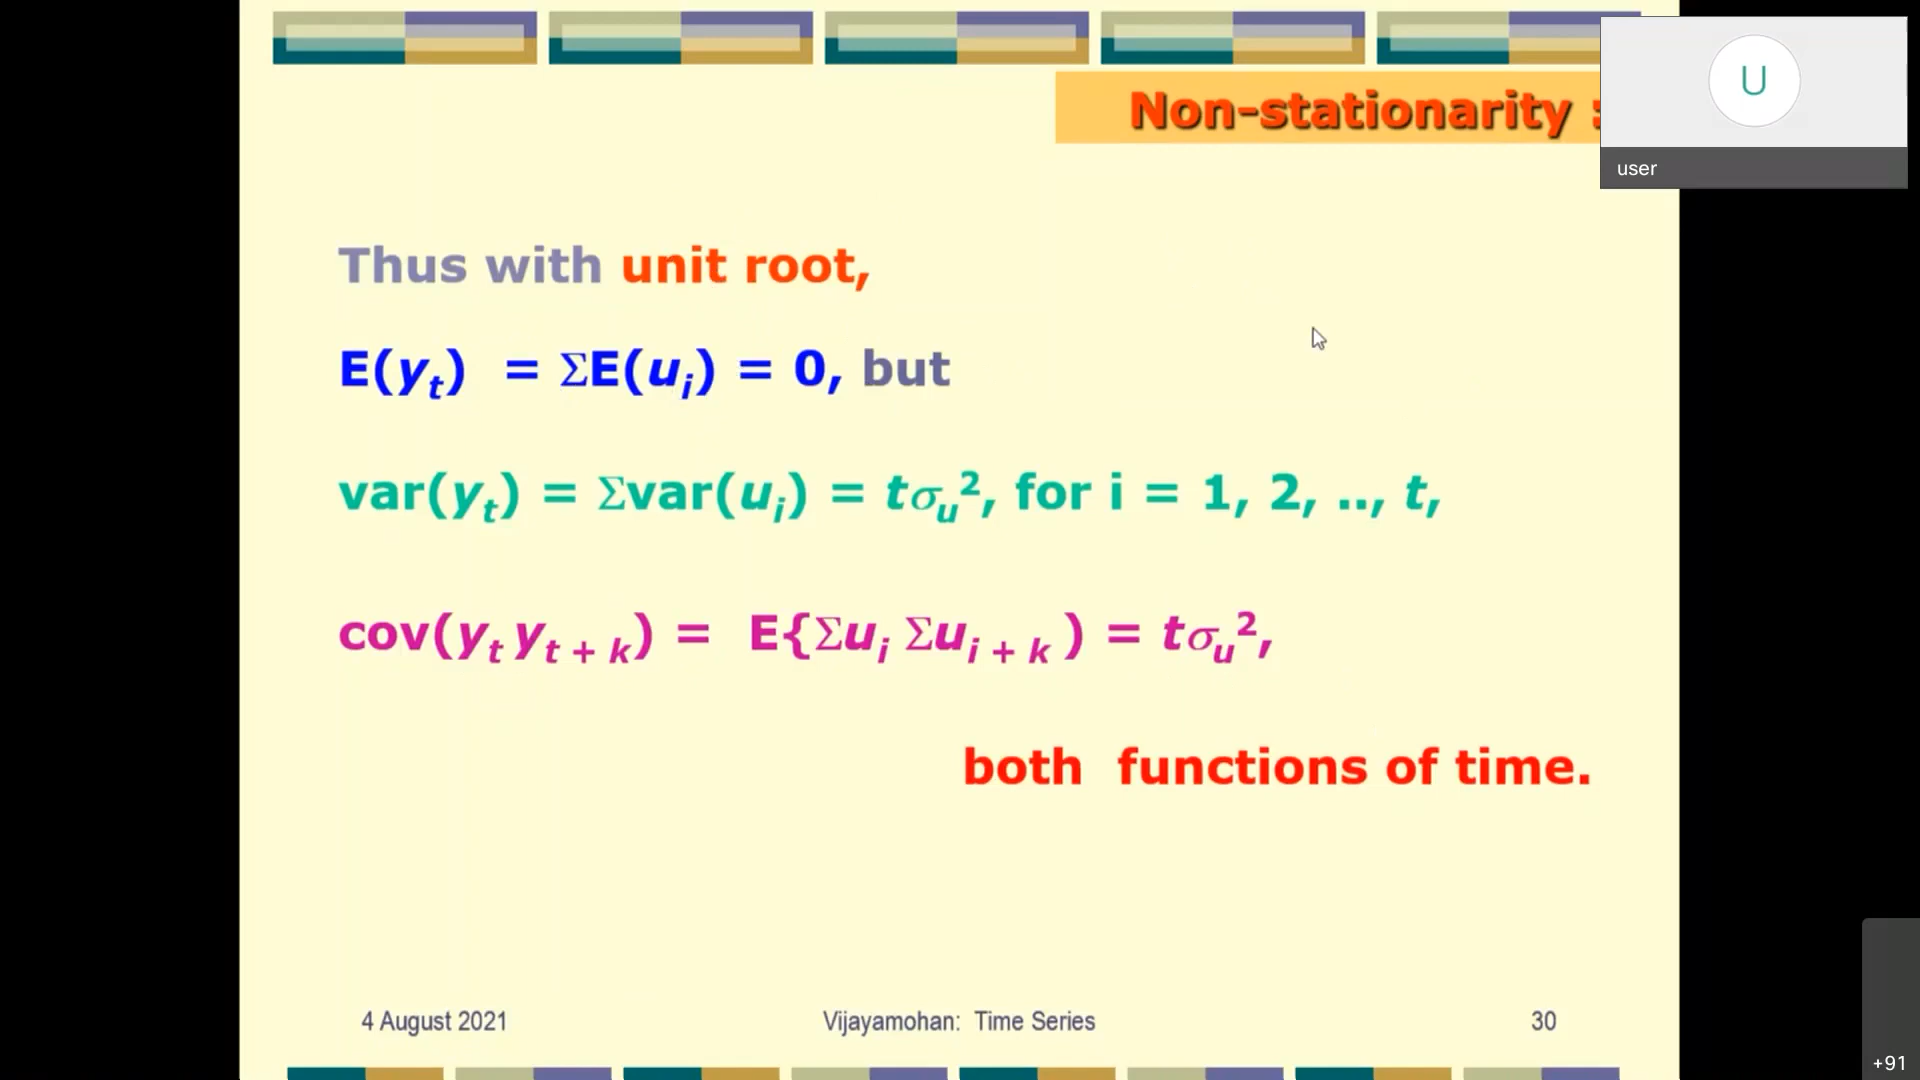 Non-stationarity :
U
user
Thus with unit root,
E(yₜ) = ΣE(uᵢ) = 0, but
var(yₜ) = Σvar(uᵢ) = tσᵤ², for i = 1, 2, .., t,
cov(yₜ yₜ ₊ ₖ) = E{Σuᵢ Σuᵢ ₊ ₖ ) = tσᵤ²,
both functions of time.
4 August 2021
Vijayamohan: Time Series
30
+91